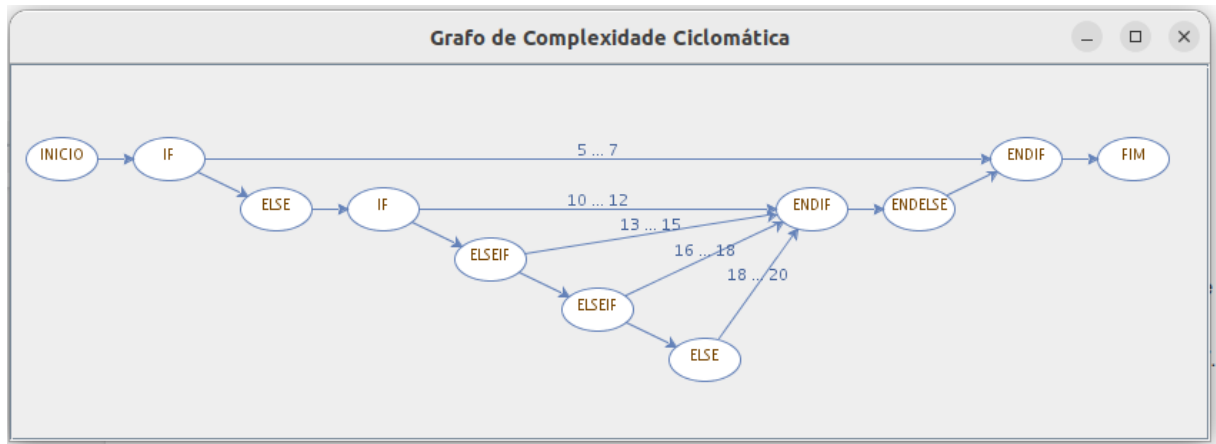 Grafo de Complexidade Ciclomática
INICIO
IF
5 ... 7
ENDIF
FIM
ELSE
IF
10 ... 12
ENDIF
ENDELSE
13 ... 15
ELSEIF
16 ... 18
18 ... 20
ELSEIF
ELSE